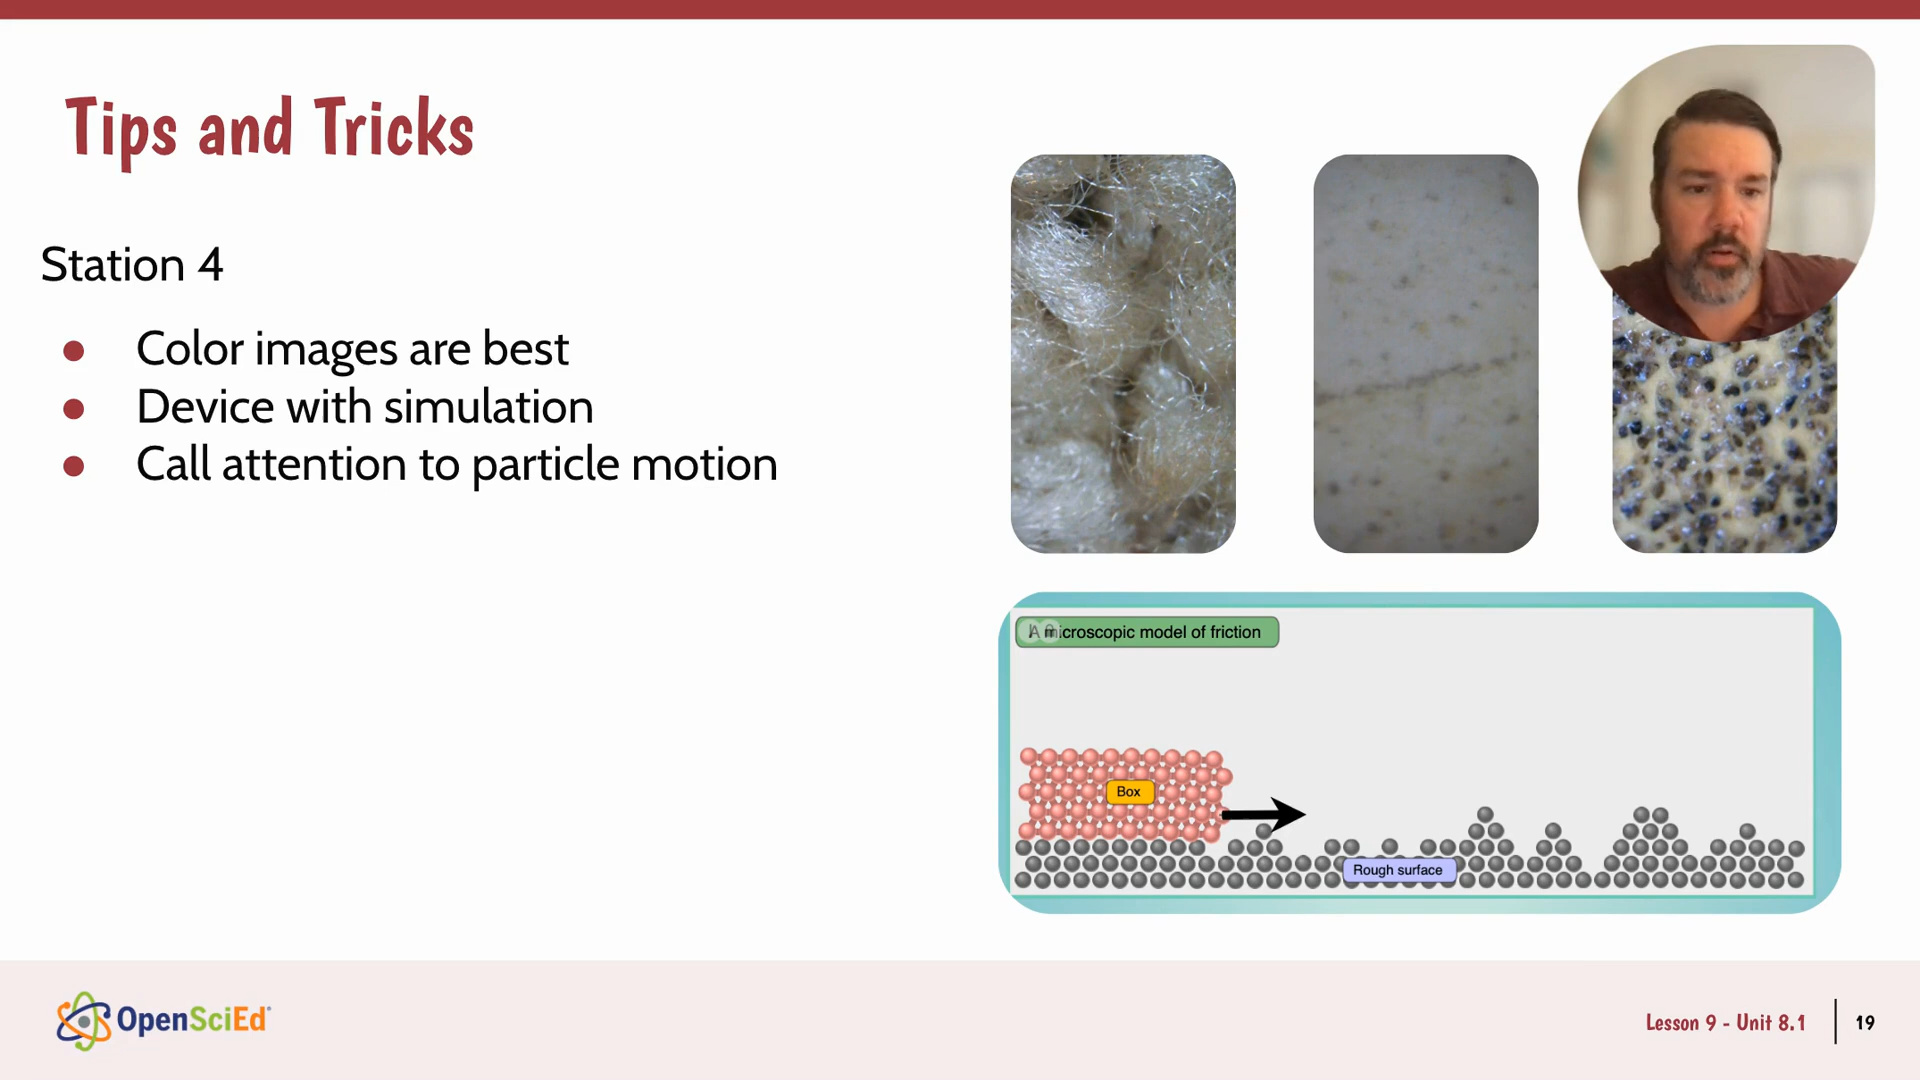 Tips and Tricks
Station 4
● Color images are best
● Device with simulation
● Call attention to particle motion
A microscopic model of friction
Box
Rough surface
OpenSciEd
Lesson 9 - Unit 8.1
19